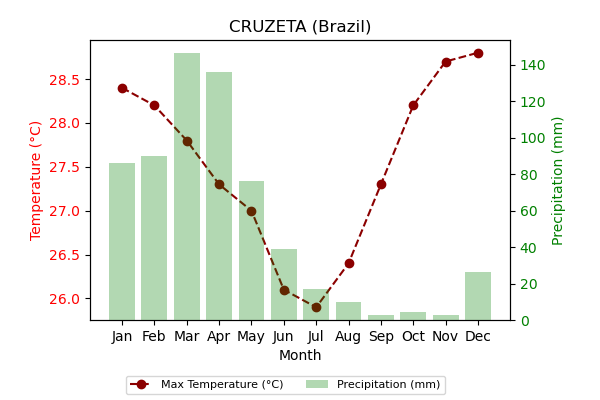 CRUZETA (Brazil)
28.5
28.0
27.5
27.0
26.5
26.0
Temperature (°C)
140
120
100
80
60
40
20
0
Precipitation (mm)
Jan Feb Mar Apr May Jun Jul Aug Sep Oct Nov Dec
Month
Max Temperature (°C) Precipitation (mm)